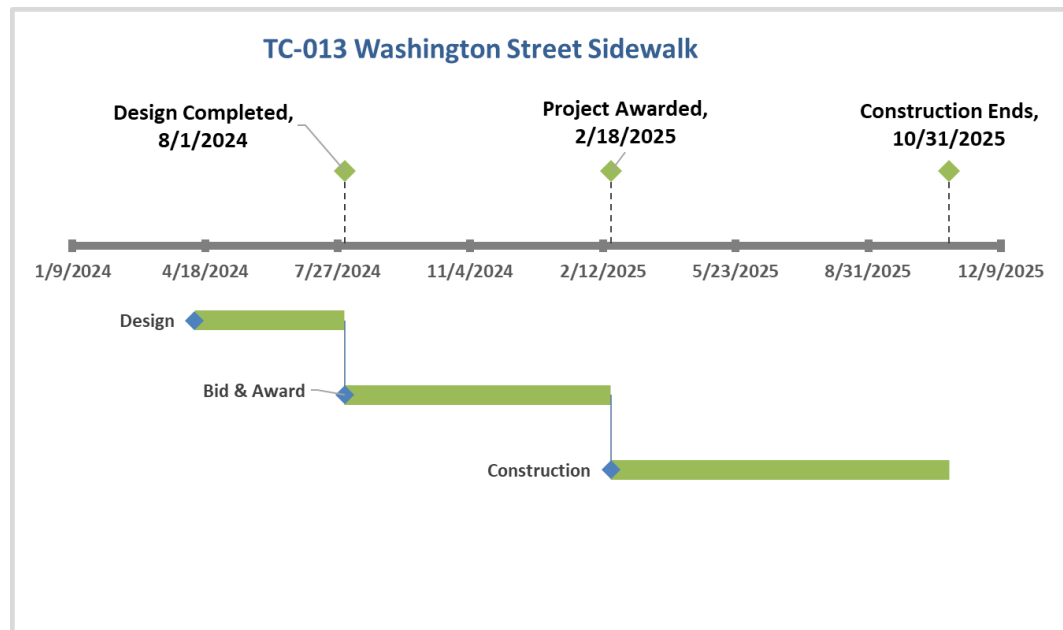 TC-013 Washington Street Sidewalk
Design Completed,
8/1/2024
Project Awarded,
2/18/2025
Construction Ends,
10/31/2025
1/9/2024 4/18/2024 7/27/2024 11/4/2024 2/12/2025 5/23/2025 8/31/2025 12/9/2025
Design
Bid & Award
Construction